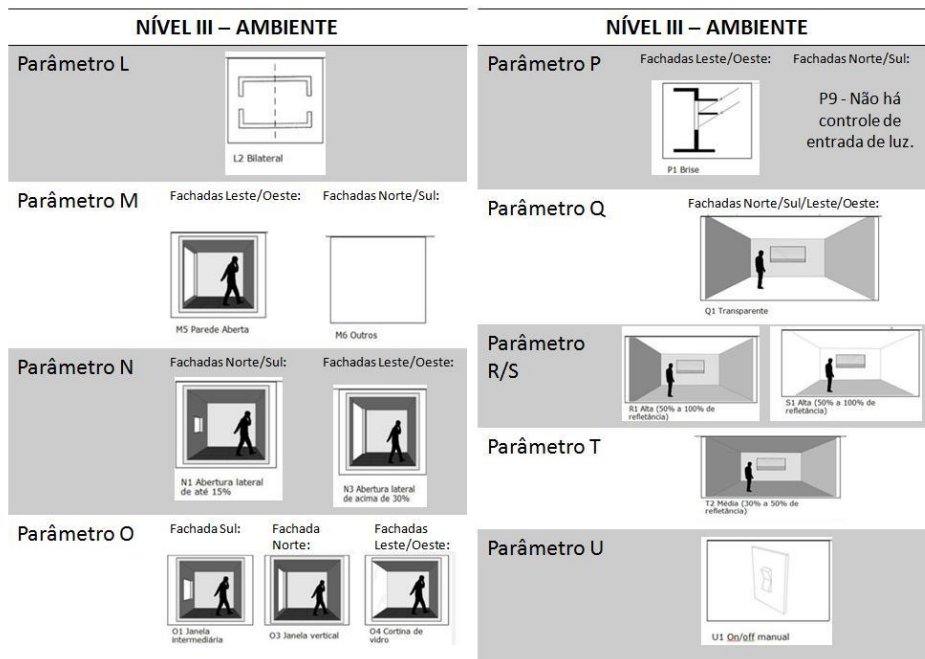 NÍVEL III – AMBIENTE
Parâmetro L
L2 Bilateral
Parâmetro M
Fachadas Leste/Oeste:
Fachadas Norte/Sul:
M5 Parede Aberta
M6 Outros
Parâmetro N
Fachadas Norte/Sul:
Fachadas Leste/Oeste:
N1 Abertura lateral
de até 15%
N3 Abertura lateral
de acima de 30%
Parâmetro O
Fachada Sul:
Fachada
Norte:
Fachadas
Leste/Oeste:
O1 Janela
Intermediária
O3 Janela vertical
O4 Cortina de
vidro
NÍVEL III – AMBIENTE
Parâmetro P
Fachadas Leste/Oeste:
Fachadas Norte/Sul:
P1 Brise
P9 - Não há
controle de
entrada de luz.
Parâmetro Q
Fachadas Norte/Sul/Leste/Oeste:
Q1 Transparente
Parâmetro
R/S
R1 Alta (50% a 100% de
refletância)
S1 Alta (50% a 100% de
refletância)
Parâmetro T
T2 Média (30% a 50% de
refletância)
Parâmetro U
U1 On/off manual